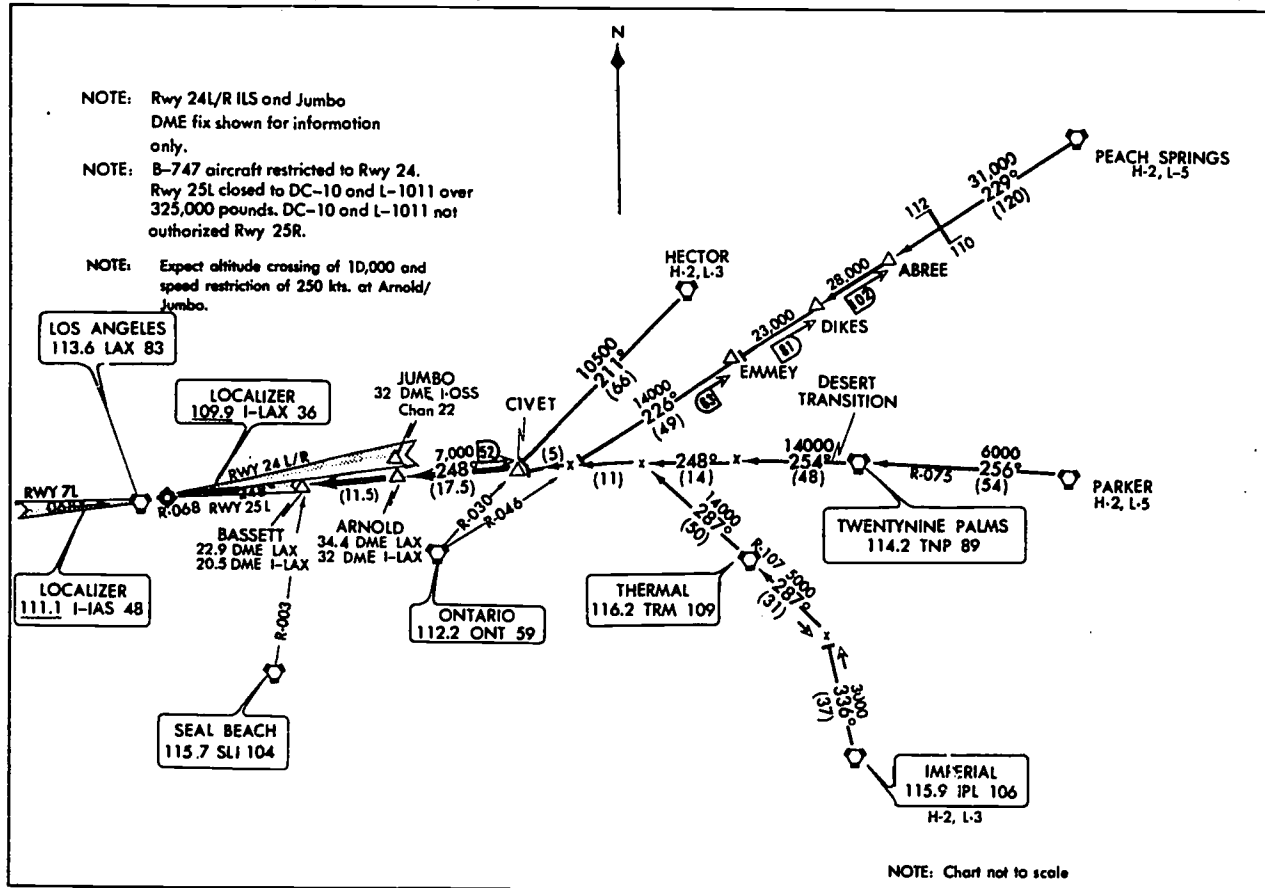 N
NOTE: Rwy 24L/R ILS and Jumbo
DME fix shown for information
only.
NOTE: B-747 aircraft restricted to Rwy 24.
Rwy 25L closed to DC-10 and L-1011 over
325,000 pounds. DC-10 and L-1011 not
authorized Rwy 25R.
NOTE: Expect altitude crossing of 10,000 and
speed restriction of 250 kts. at Arnold/
Jumbo.
PEACH SPRINGS
H-2, L-5
31,000
229°
(120)
112
110
ABREE
28,000
102
DIKES
23,000
81
EMMEY
14000
226°
(49)
63
HECTOR
H-2, L-3
10500
211°
(66)
LOS ANGELES
113.6 LAX 83
LOCALIZER
109.9 I-LAX 36
JUMBO
32 DME I-OSS
Chan 22
CIVET
DESERT
TRANSITION
RWY 24 L/R
7,000
52
248°
(17.5)
(5)
(11)
248°
(14)
14000
254°
(48)
R-075
6000
256°
(54)
PARKER
H-2, L-5
RWY 7L
068°
R-068
248°
RWY 25L
(11.5)
BASSETT
22.9 DME LAX
20.5 DME I-LAX
ARNOLD
34.4 DME LAX
32 DME I-LAX
R-030
R-046
14000
287°
(50)
TWENTYNINE PALMS
114.2 TNP 89
LOCALIZER
111.1 I-IAS 48
ONTARIO
112.2 ONT 59
THERMAL
116.2 TRM 109
R-107
5000
287°
(31)
R-003
3000
336°
(37)
SEAL BEACH
115.7 SLI 104
IMPERIAL
115.9 IPL 106
H-2, L-3
NOTE: Chart not to scale